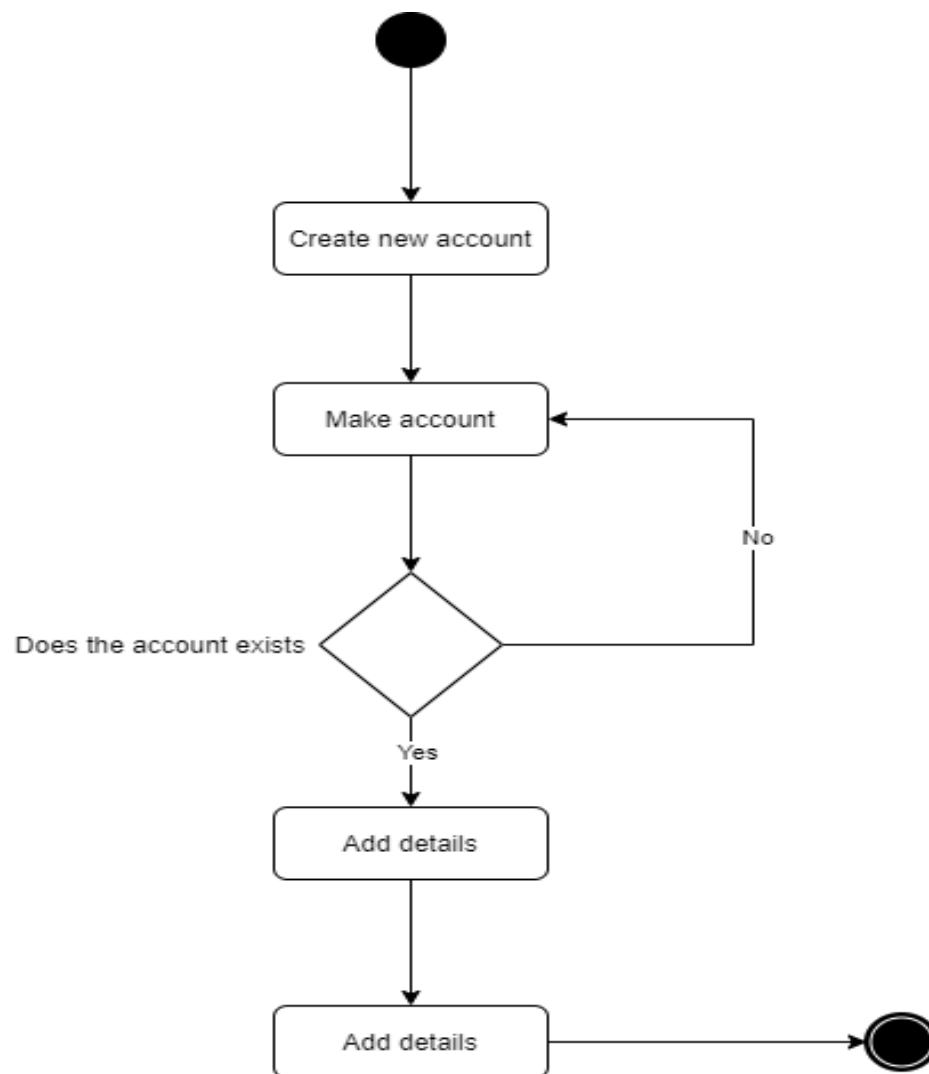 Create new account
Make account
No
Does the account exists
Yes
Add details
Add details